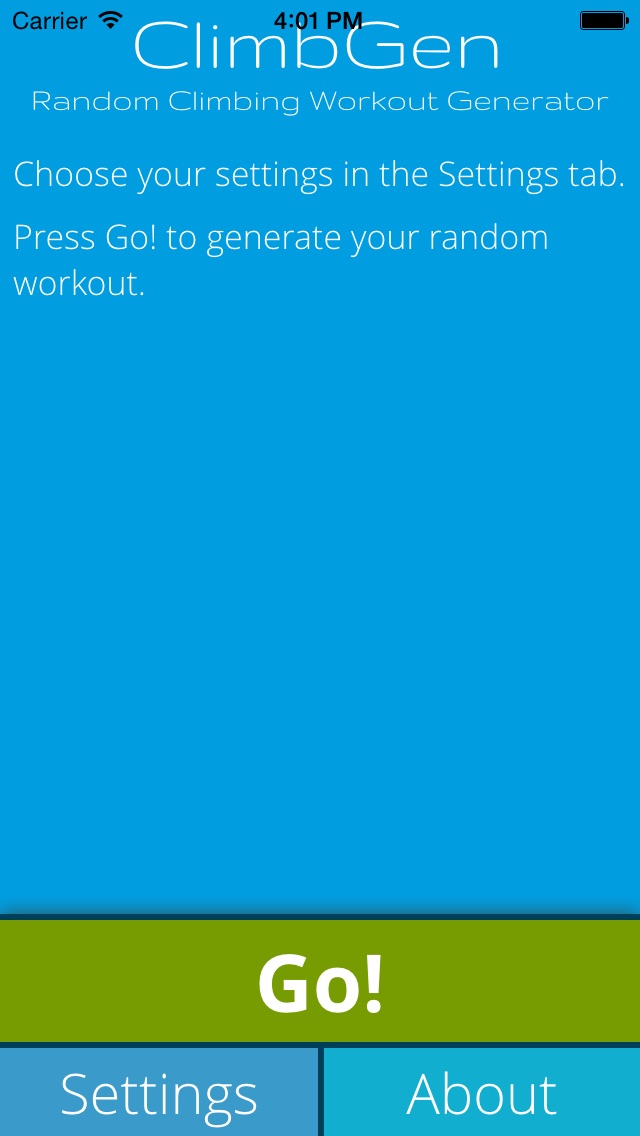 Carrier 4:01 PM
ClimbGen
Random Climbing Workout Generator
Choose your settings in the Settings tab.
Press Go! to generate your random
workout.
Go!
Settings About